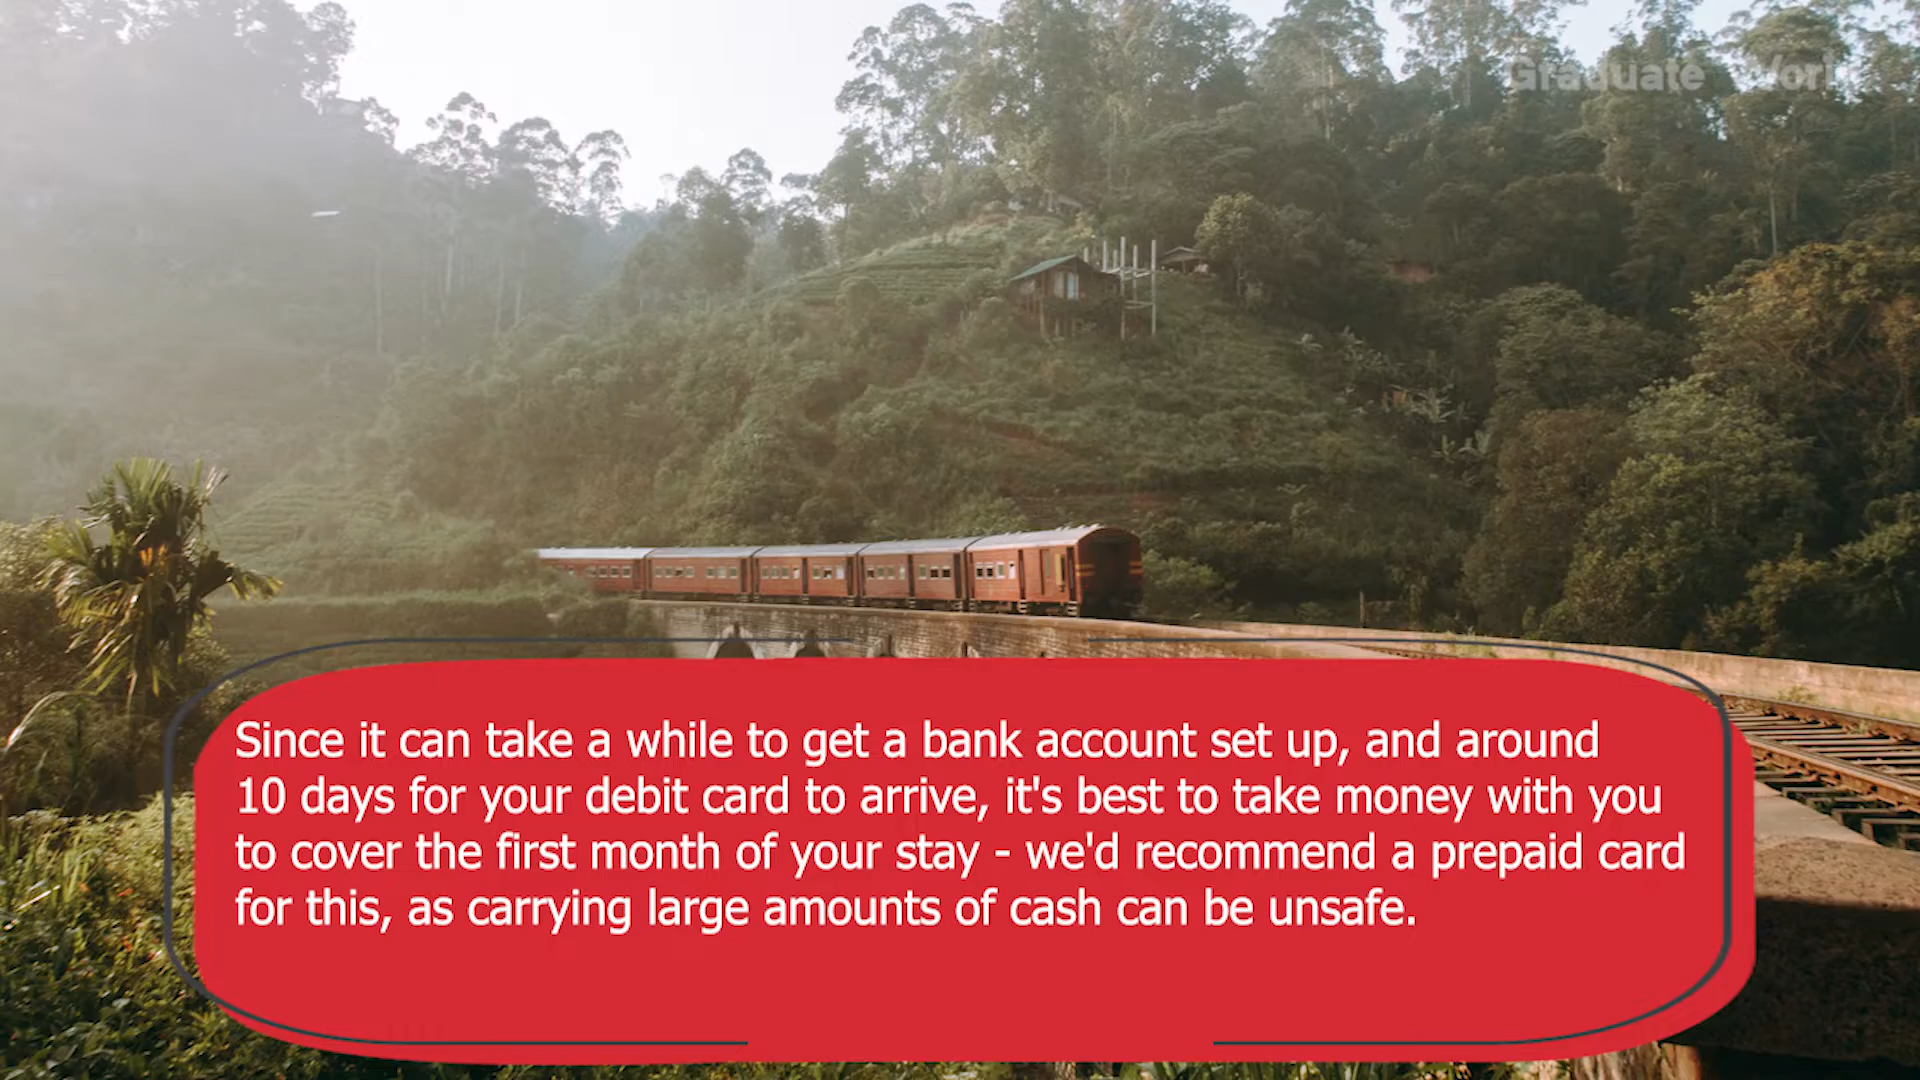 Graduate World
Since it can take a while to get a bank account set up, and around
10 days for your debit card to arrive, it's best to take money with you
to cover the first month of your stay - we'd recommend a prepaid card
for this, as carrying large amounts of cash can be unsafe.